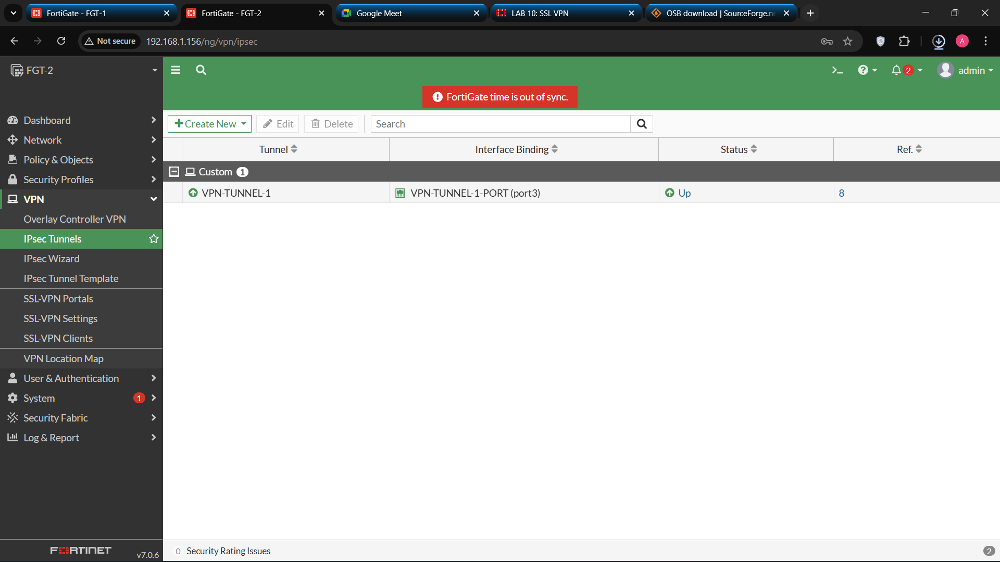 FortiGate - FGT-1
FortiGate - FGT-2
Google Meet
LAB 10: SSL VPN
OSB download | SourceForge.ne
Not secure
192.168.1.156/ng/vpn/ipsec
A
FGT-2
2
admin
FortiGate time is out of sync.
Dashboard
Network
Policy & Objects
Security Profiles
VPN
Overlay Controller VPN
IPsec Tunnels
IPsec Wizard
IPsec Tunnel Template
SSL-VPN Portals
SSL-VPN Settings
SSL-VPN Clients
VPN Location Map
User & Authentication
System 1
Security Fabric
Log & Report
FORTINET v7.0.6
Create New Edit Delete Search
Tunnel Interface Binding Status Ref.
Custom 1
VPN-TUNNEL-1 VPN-TUNNEL-1-PORT (port3) Up 8
0 Security Rating Issues 2